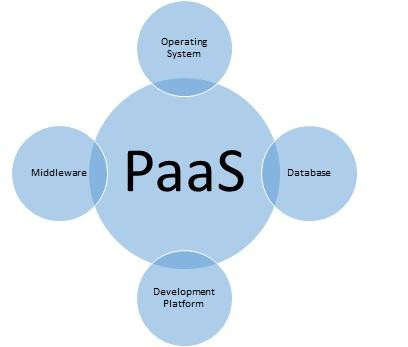 Operating
System
Middleware
PaaS
Database
Development
Platform